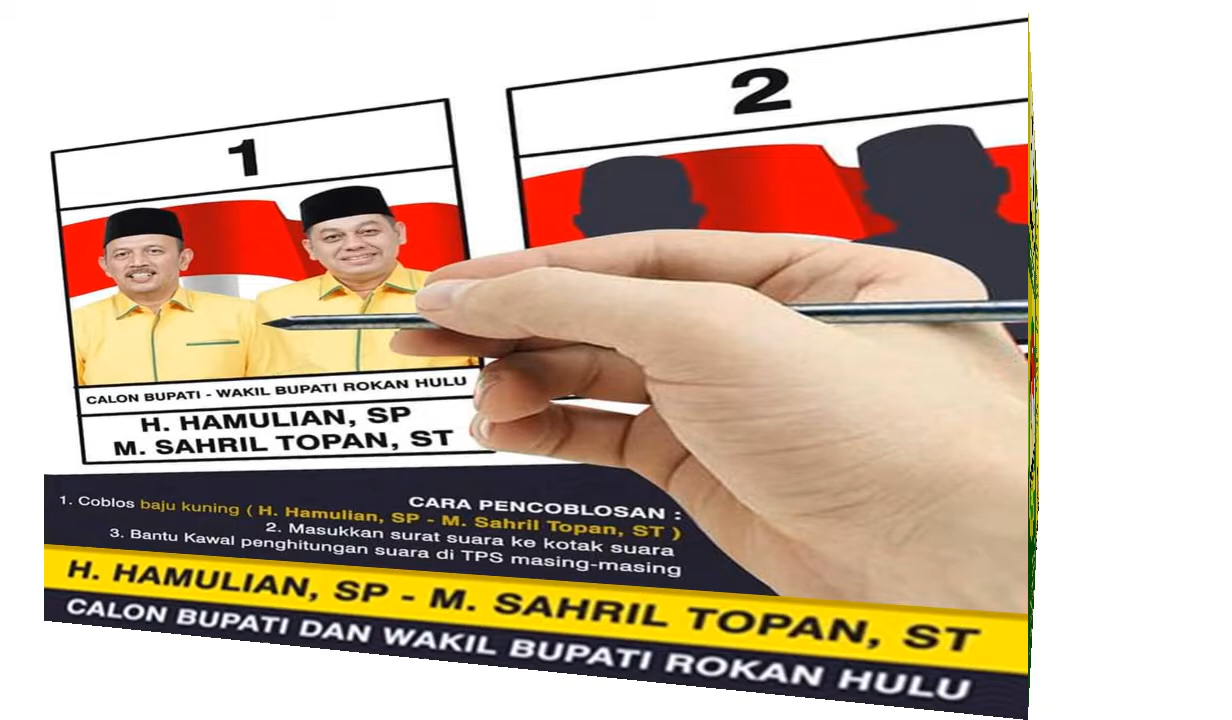 1
2
CALON BUPATI - WAKIL BUPATI ROKAN HULU
H. HAMULIAN, SP
M. SAHRIL TOPAN, ST
CARA PENCOBLOSAN :
1. Coblos baju kuning ( H. Hamulian, SP - M. Sahril Topan, ST )
2. Masukkan surat suara ke kotak suara
3. Bantu Kawal penghitungan suara di TPS masing-masing
H. HAMULIAN, SP - M. SAHRIL TOPAN, ST
CALON BUPATI DAN WAKIL BUPATI ROKAN HULU